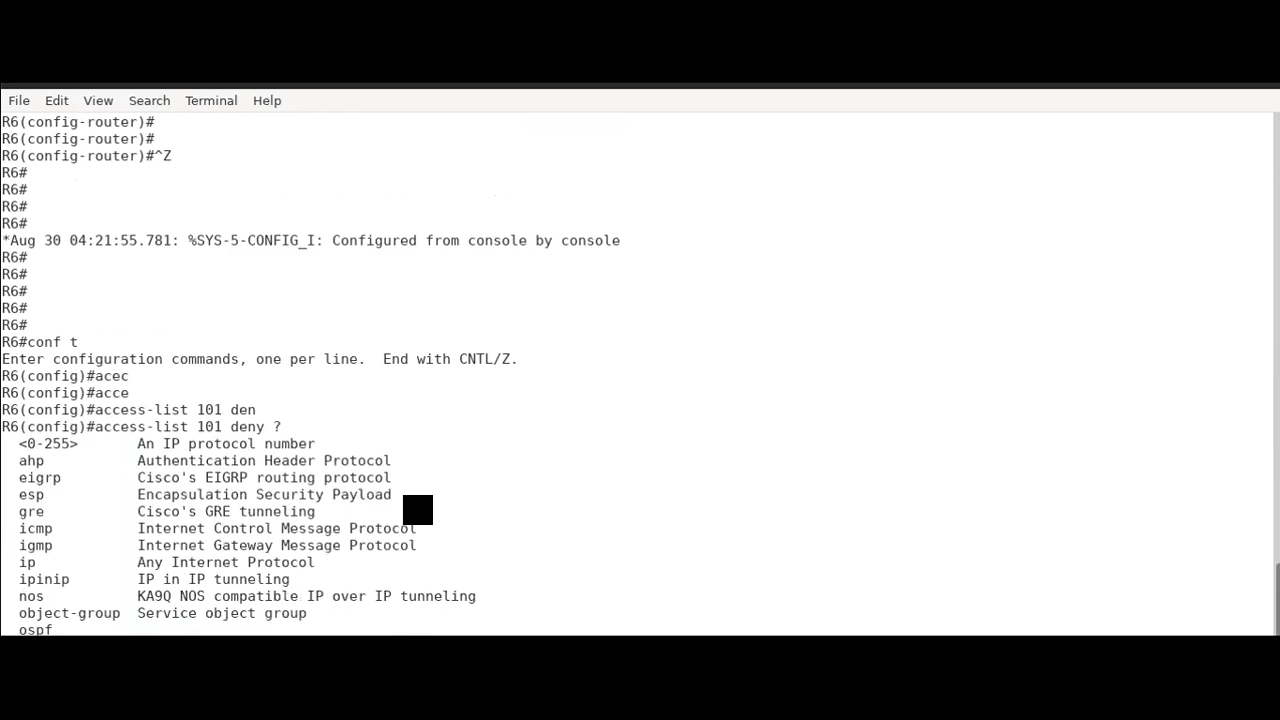 File Edit View Search Terminal Help
R6(config-router)#
R6(config-router)#
R6(config-router)#^Z
R6#
R6#
R6#
R6#
*Aug 30 04:21:55.781: %SYS-5-CONFIG_I: Configured from console by console
R6#
R6#
R6#
R6#
R6#
R6#conf t
Enter configuration commands, one per line.  End with CNTL/Z.
R6(config)#acec
R6(config)#acce
R6(config)#access-list 101 den
R6(config)#access-list 101 deny ?
  <0-255>       An IP protocol number
  ahp           Authentication Header Protocol
  eigrp         Cisco's EIGRP routing protocol
  esp           Encapsulation Security Payload
  gre           Cisco's GRE tunneling
  icmp          Internet Control Message Protocol
  igmp          Internet Gateway Message Protocol
  ip            Any Internet Protocol
  ipinip        IP in IP tunneling
  nos           KA9Q NOS compatible IP over IP tunneling
  object-group  Service object group
  ospf